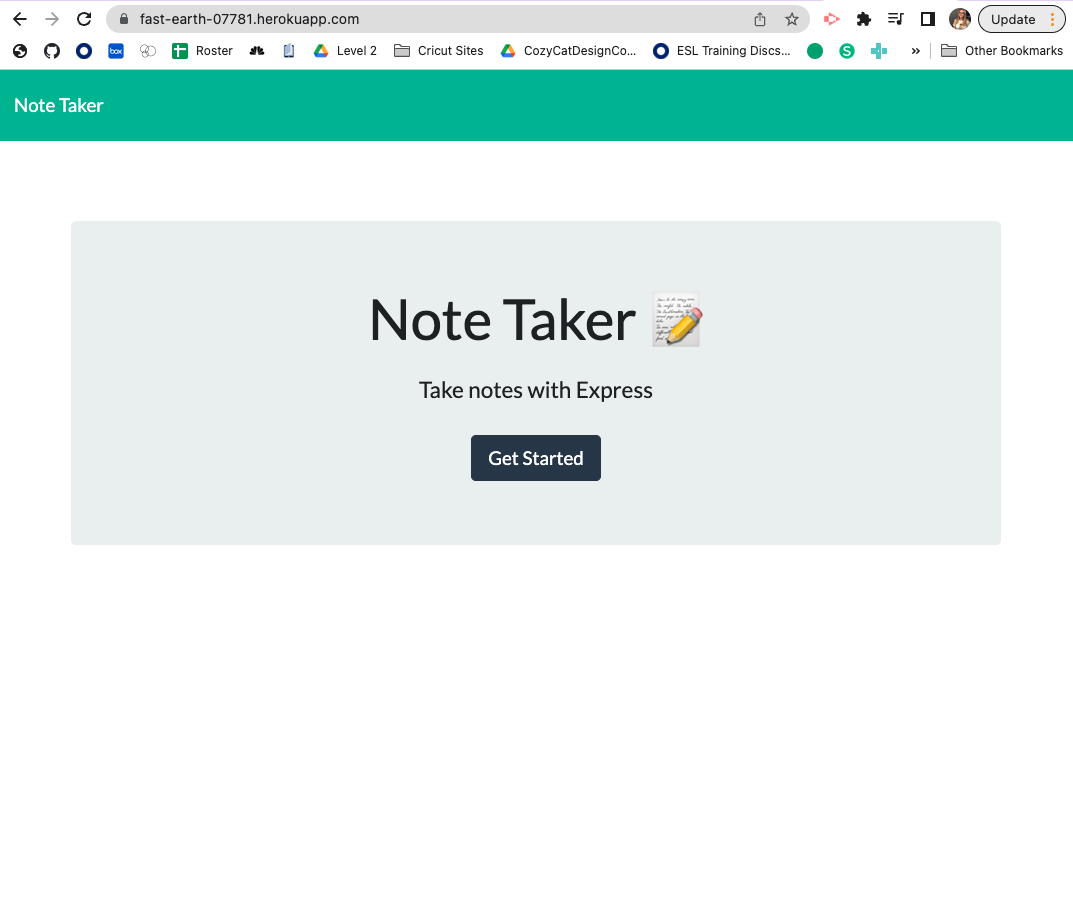 fast-earth-07781.herokuapp.com
Update
box
Roster
Level 2
Cricut Sites
CozyCatDesignCo...
ESL Training Discs...
S
»
Other Bookmarks
Note Taker
Note Taker
Take notes with Express
Get Started